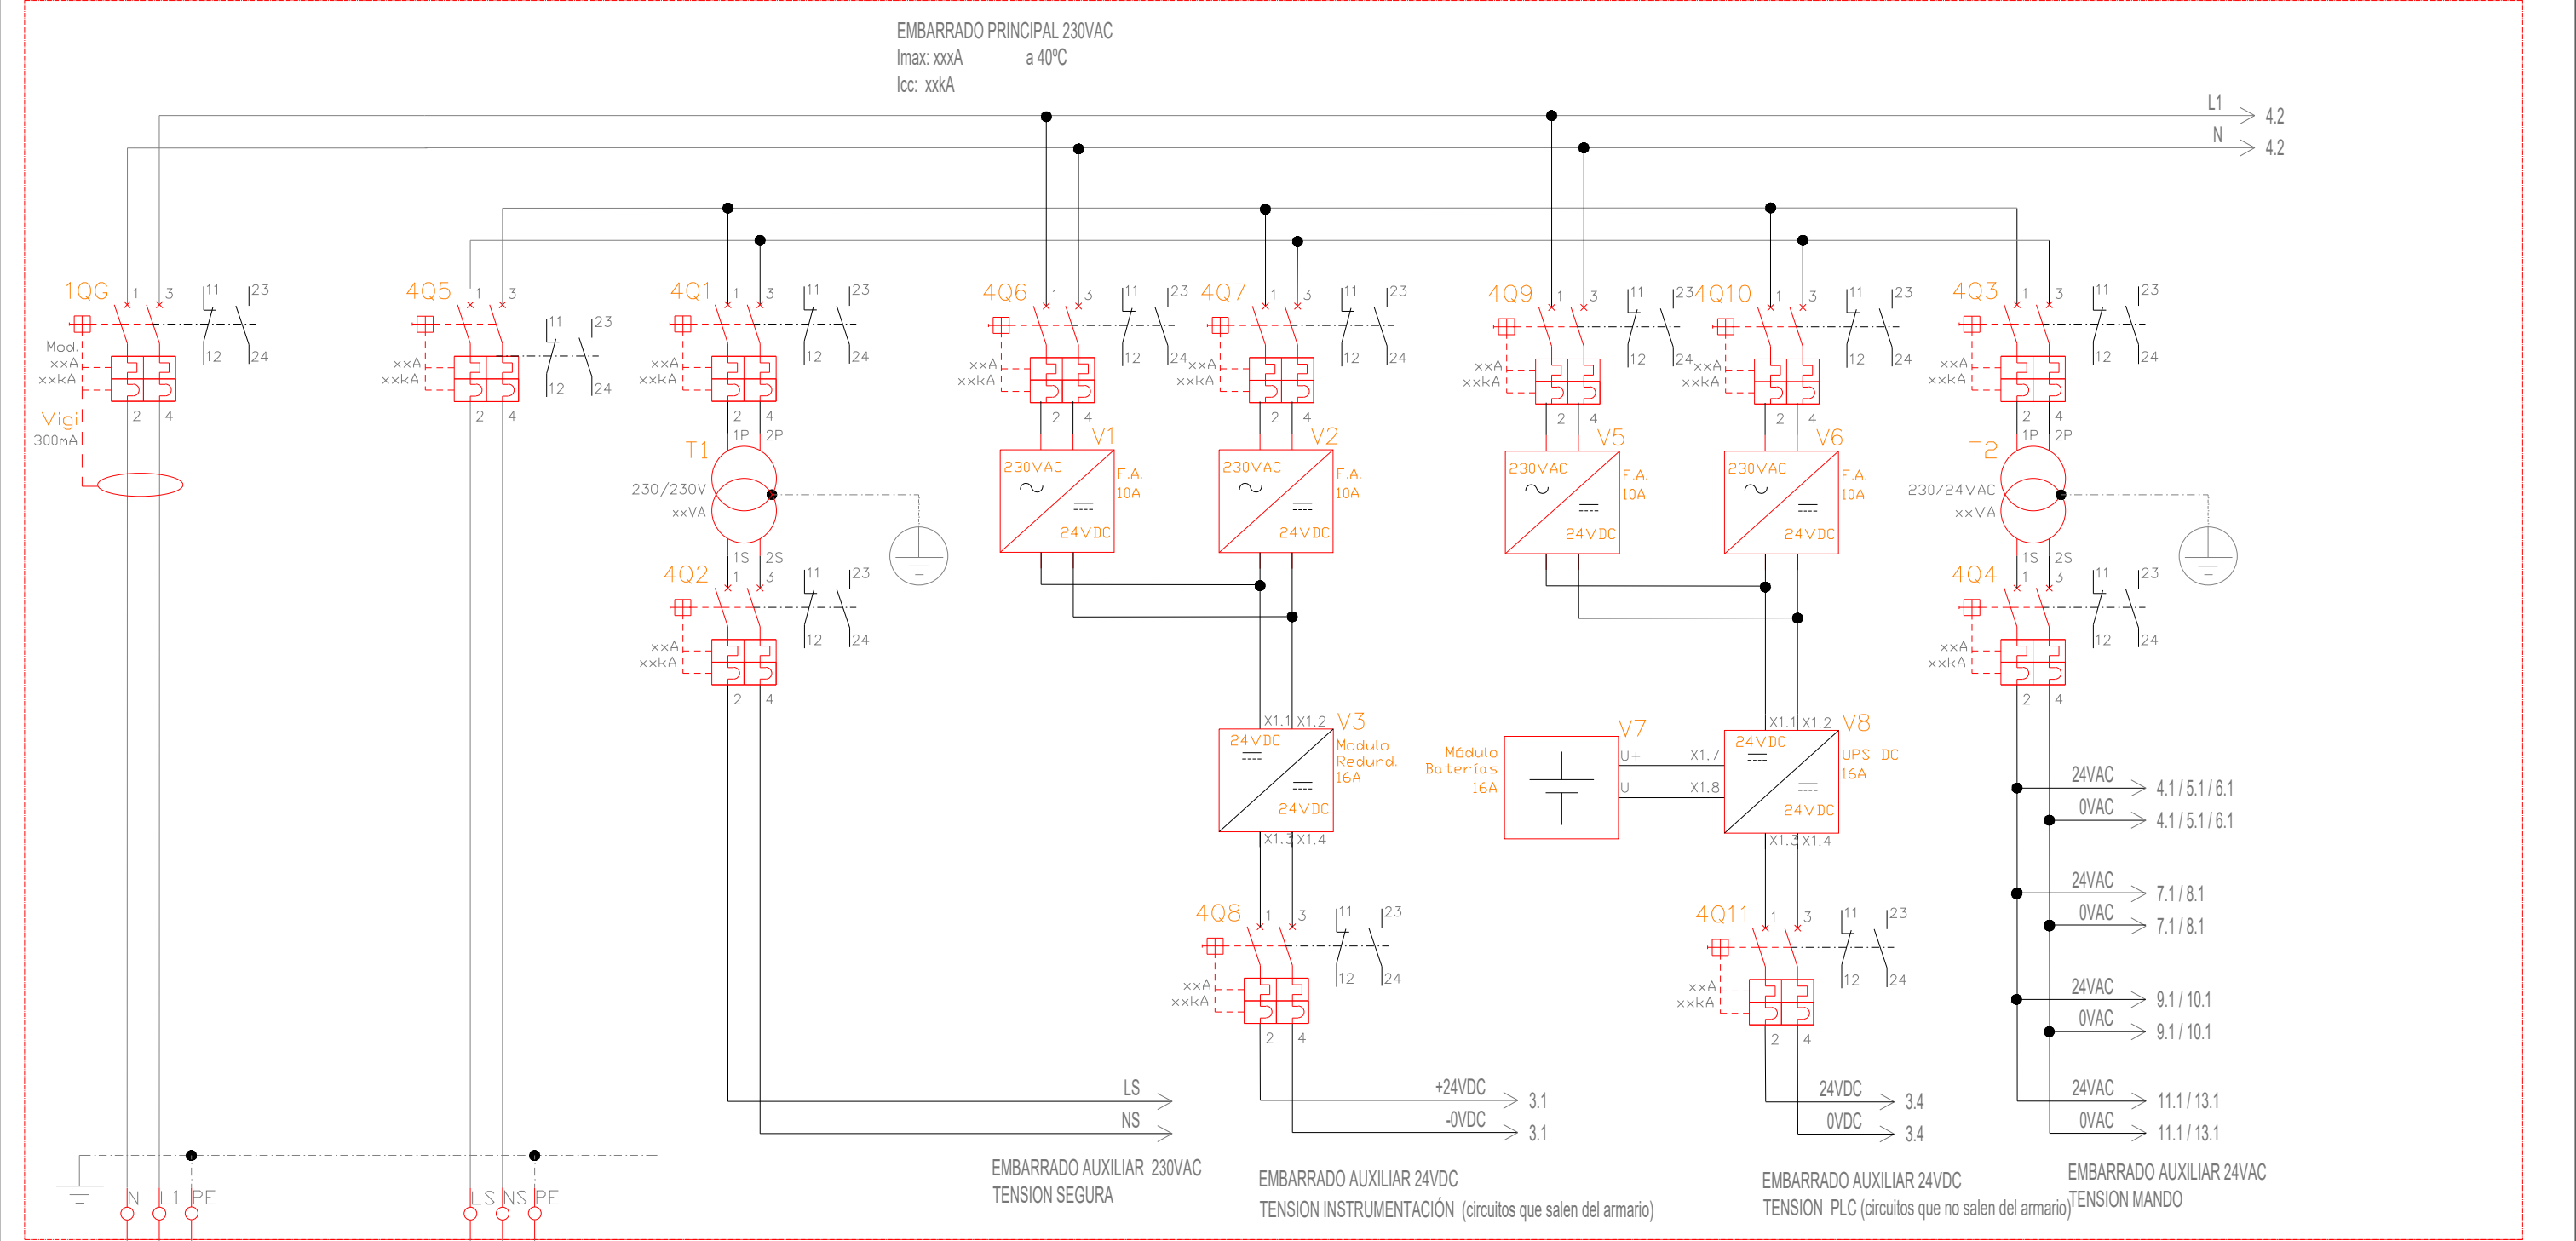 EMBARRADO PRINCIPAL 230VAC
Imax: xxxA a 40ºC
Icc: xxkA
L1 4.2
N 4.2
1QG 1 3 11 23
12 24
Mod.
xxA
xxkA
2 4
Vigi
300mA
4Q5 1 3 11 23
12 24
xxA
xxkA
2 4
4Q1 1 3 11 23
12 24
xxA
xxkA
2 4
1P 2P
T1
230/230V
xxVA
1S 2S
4Q2 1 3 11 23
12 24
xxA
xxkA
2 4
4Q6 1 3 11 23
12 24
xxA
xxkA
2 4
V1
230VAC F.A.
10A
24VDC
4Q7 1 3 11 23
12 24
xxA
xxkA
2 4
V2
230VAC F.A.
10A
24VDC
X1.1 X1.2 V3
24VDC Modulo
Redund.
16A
24VDC
X1.3 X1.4
4Q8 1 3 11 23
12 24
xxA
xxkA
2 4
4Q9 1 3 11 23
12 24
xxA
xxkA
2 4
V5
230VAC F.A.
10A
24VDC
4Q10 1 3 11 23
12 24
xxA
xxkA
2 4
V6
230VAC F.A.
10A
24VDC
V7
Módulo
Baterías
16A
U+ X1.7
U X1.8
X1.1 X1.2 V8
24VDC UPS DC
16A
24VDC
X1.3 X1.4
4Q11 1 3 11 23
12 24
xxA
xxkA
2 4
4Q3 1 3 11 23
12 24
xxA
xxkA
2 4
1P 2P
T2
230/24VAC
xxVA
1S 2S
4Q4 1 3 11 23
12 24
xxA
xxkA
2 4
24VAC 4.1 / 5.1 / 6.1
0VAC 4.1 / 5.1 / 6.1
24VAC 7.1 / 8.1
0VAC 7.1 / 8.1
24VAC 9.1 / 10.1
0VAC 9.1 / 10.1
24VAC 11.1 / 13.1
0VAC 11.1 / 13.1
LS
NS
+24VDC 3.1
-0VDC 3.1
24VDC 3.4
0VDC 3.4
EMBARRADO AUXILIAR 230VAC
TENSION SEGURA
EMBARRADO AUXILIAR 24VDC
TENSION INSTRUMENTACIÓN (circuitos que salen del armario)
EMBARRADO AUXILIAR 24VDC
TENSION PLC (circuitos que no salen del armario)
EMBARRADO AUXILIAR 24VAC
TENSION MANDO
N L1 PE
LS NS PE